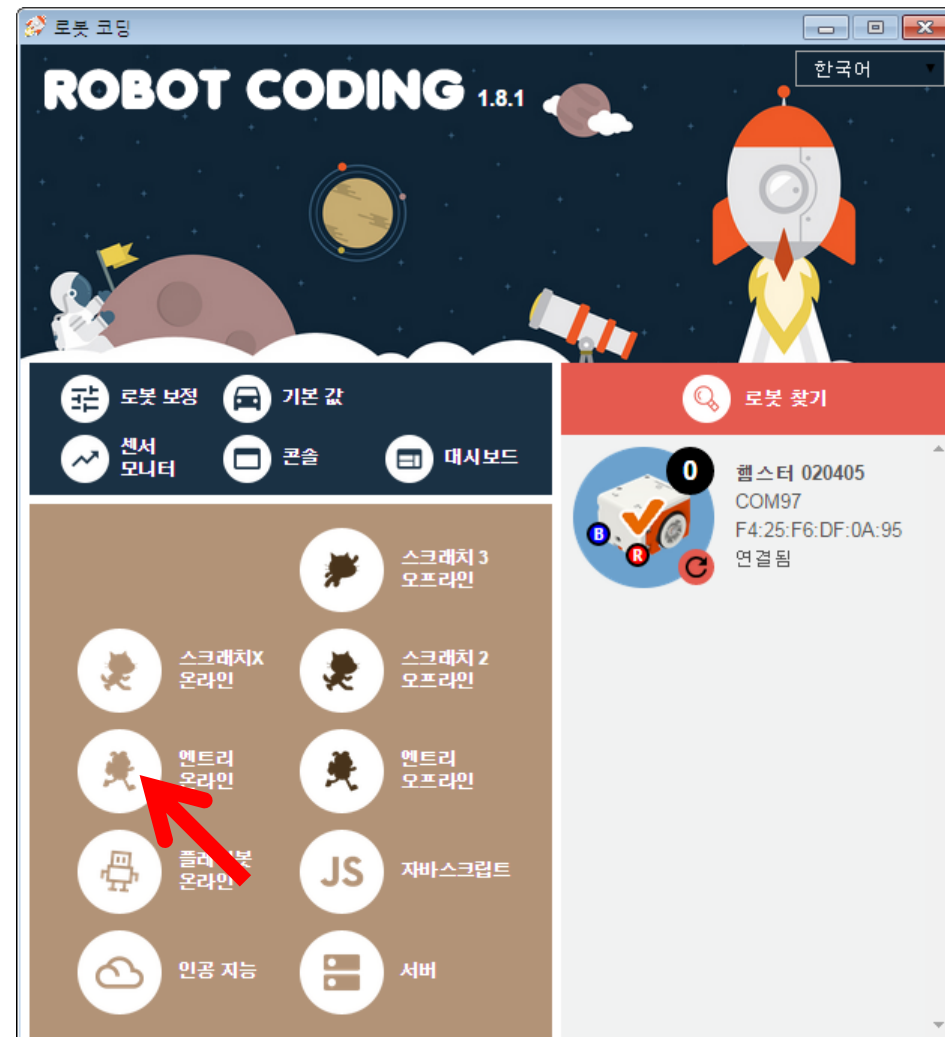 로봇 코딩
한국어
ROBOT CODING 1.8.1
로봇 보정
기본 값
센서
모니터
콘솔
대시보드
로봇 찾기
0
햄스터 020405
COM97
F4:25:F6:DF:0A:95
연결됨
B
R
스크래치 3
오프라인
스크래치X
온라인
스크래치 2
오프라인
엔트리
온라인
엔트리
오프라인
온라인
JS
자바스크립트
인공 지능
서버